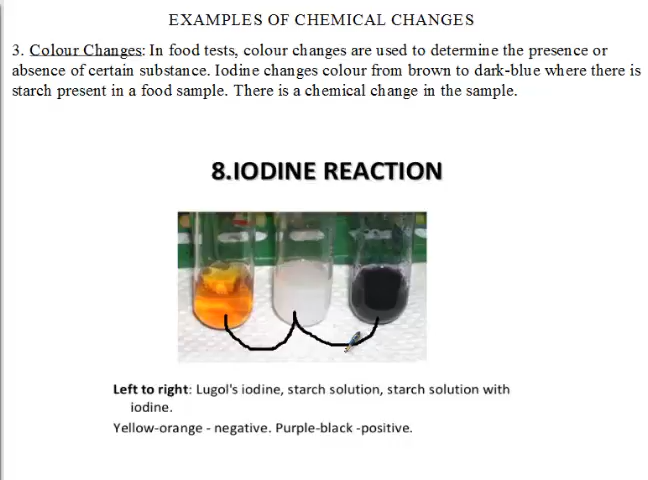 EXAMPLES OF CHEMICAL CHANGES
3. Colour Changes: In food tests, colour changes are used to determine the presence or
absence of certain substance. Iodine changes colour from brown to dark-blue where there is
starch present in a food sample. There is a chemical change in the sample.
8.IODINE REACTION
Left to right: Lugol's iodine, starch solution, starch solution with
iodine.
Yellow-orange - negative. Purple-black -positive.